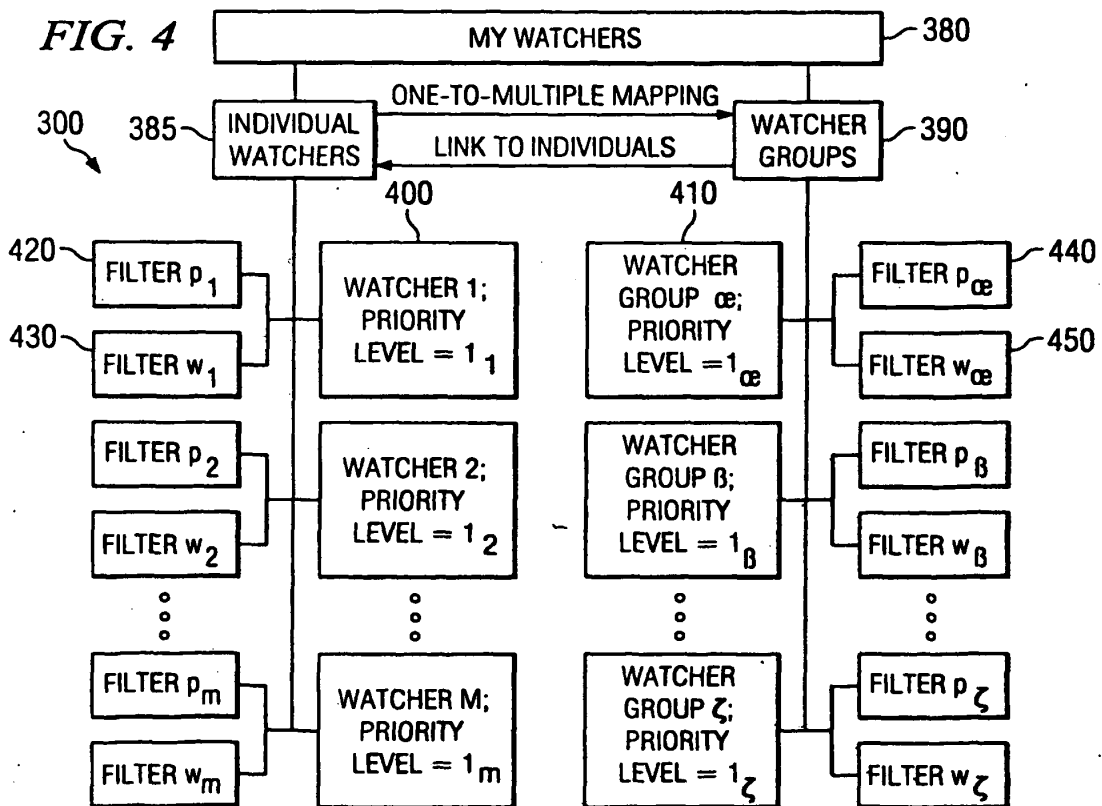 FIG. 4
MY WATCHERS
380
300
385
INDIVIDUAL
WATCHERS
ONE-TO-MULTIPLE MAPPING
LINK TO INDIVIDUALS
WATCHER
GROUPS
390
400
410
420
FILTER p1
430
FILTER w1
WATCHER 1;
PRIORITY
LEVEL = 1 1
WATCHER
GROUP œ;
PRIORITY
LEVEL =1œ
FILTER pœ
440
FILTER wœ
450
FILTER p2
FILTER w2
WATCHER 2;
PRIORITY
LEVEL = 1 2
WATCHER
GROUP ß;
PRIORITY
LEVEL = 1ß
FILTER pß
FILTER wß
FILTER pm
FILTER wm
WATCHER M;
PRIORITY
LEVEL = 1m
WATCHER
GROUP ζ;
PRIORITY
LEVEL = 1ζ
FILTER pζ
FILTER wζ